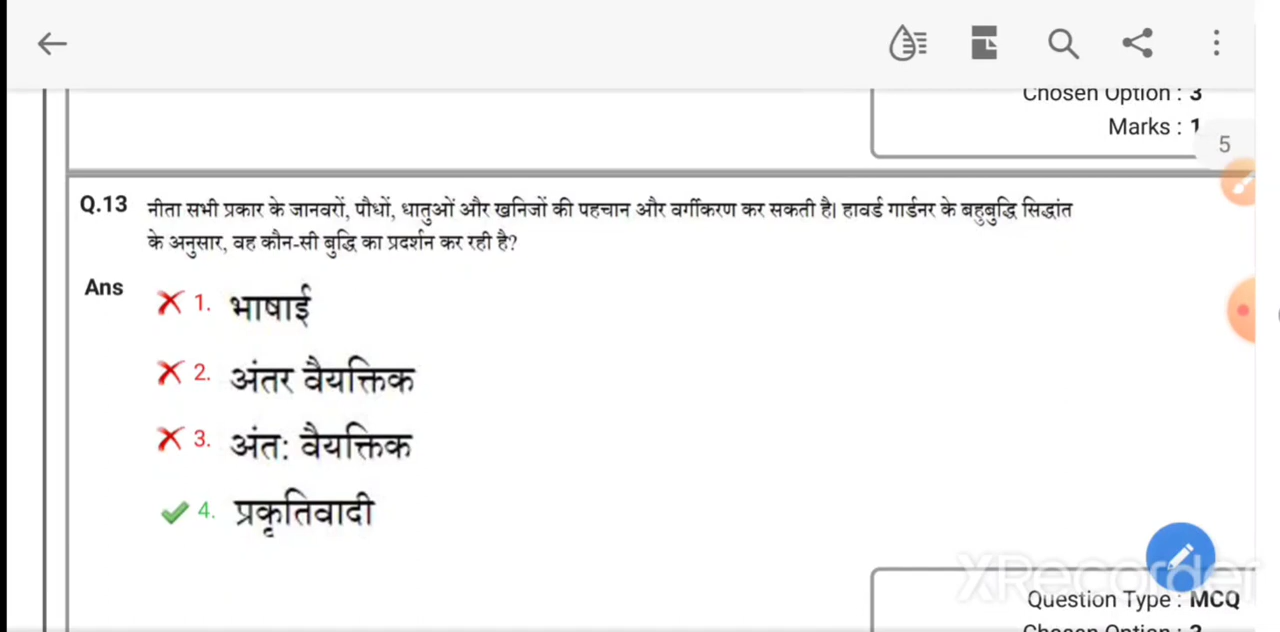 Chosen Option : 3
Marks : 1
5
Q.13 नीता सभी प्रकार के जानवरों, पौधों, धातुओं और खनिजों की पहचान और वर्गीकरण कर सकती है। हावर्ड गार्डनर के बहुबुद्धि सिद्धांत
के अनुसार, वह कौन-सी बुद्धि का प्रदर्शन कर रही है?
Ans
1. भाषाई
2. अंतर वैयक्तिक
3. अंत: वैयक्तिक
4. प्रकृतिवादी
XRecorder
Question Type : MCQ
Chosen Option :